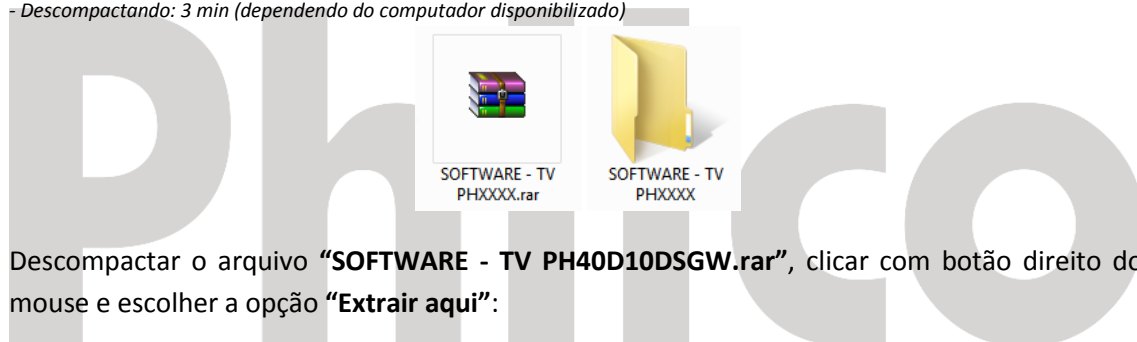 - Descompactando: 3 min (dependendo do computador disponibilizado)
SOFTWARE - TV
PHXXXX.rar
SOFTWARE - TV
PHXXXX
Philco
Descompactar o arquivo “SOFTWARE - TV PH40D10DSGW.rar”, clicar com botão direito do
mouse e escolher a opção “Extrair aqui”: